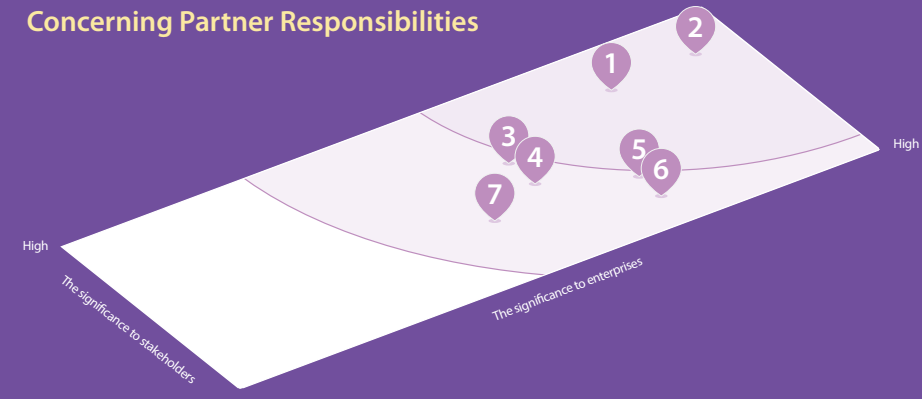 Concerning Partner Responsibilities
2
1
3
4
5
6
7
High
High
The significance to enterprises
The significance to stakeholders